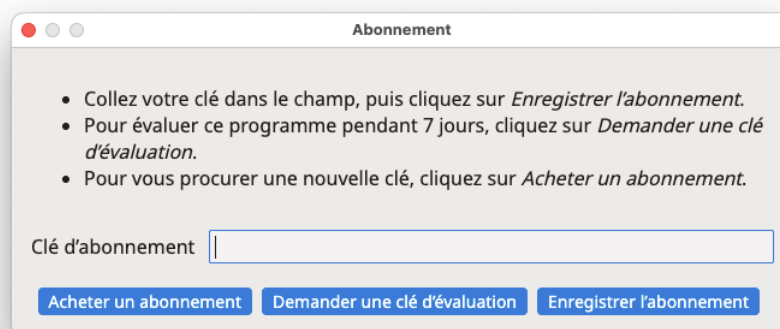 Abonnement
• Collez votre clé dans le champ, puis cliquez sur Enregistrer l’abonnement.
• Pour évaluer ce programme pendant 7 jours, cliquez sur Demander une clé
d’évaluation.
• Pour vous procurer une nouvelle clé, cliquez sur Acheter un abonnement.
Clé d’abonnement
Acheter un abonnement Demander une clé d’évaluation Enregistrer l’abonnement